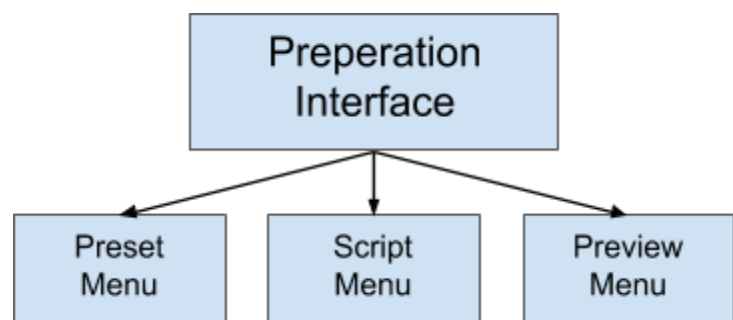 Preperation
Interface
Preset
Menu
Script
Menu
Preview
Menu